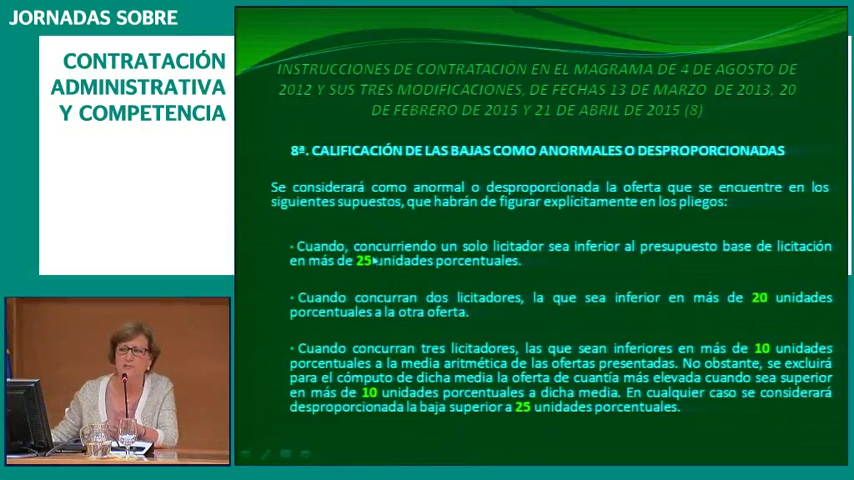 JORNADAS SOBRE
CONTRATACIÓN
ADMINISTRATIVA
Y COMPETENCIA
INSTRUCCIONES DE CONTRATACIÓN EN EL MAGRAMA DE 4 DE AGOSTO DE
2012 Y SUS TRES MODIFICACIONES, DE FECHAS 13 DE MARZO DE 2013, 20
DE FEBRERO DE 2015 Y 21 DE ABRIL DE 2015 (8)
8ª. CALIFICACIÓN DE LAS BAJAS COMO ANORMALES O DESPROPORCIONADAS
Se considerará como anormal o desproporcionada la oferta que se encuentre en los
siguientes supuestos, que habrán de figurar explícitamente en los pliegos:
• Cuando, concurriendo un solo licitador sea inferior al presupuesto base de licitación
en más de 25 unidades porcentuales.
• Cuando concurran dos licitadores, la que sea inferior en más de 20 unidades
porcentuales a la otra oferta.
• Cuando concurran tres licitadores, las que sean inferiores en más de 10 unidades
porcentuales a la media aritmética de las ofertas presentadas. No obstante, se excluirá
para el cómputo de dicha media la oferta de cuantía más elevada cuando sea superior
en más de 10 unidades porcentuales a dicha media. En cualquier caso se considerará
desproporcionada la baja superior a 25 unidades porcentuales.